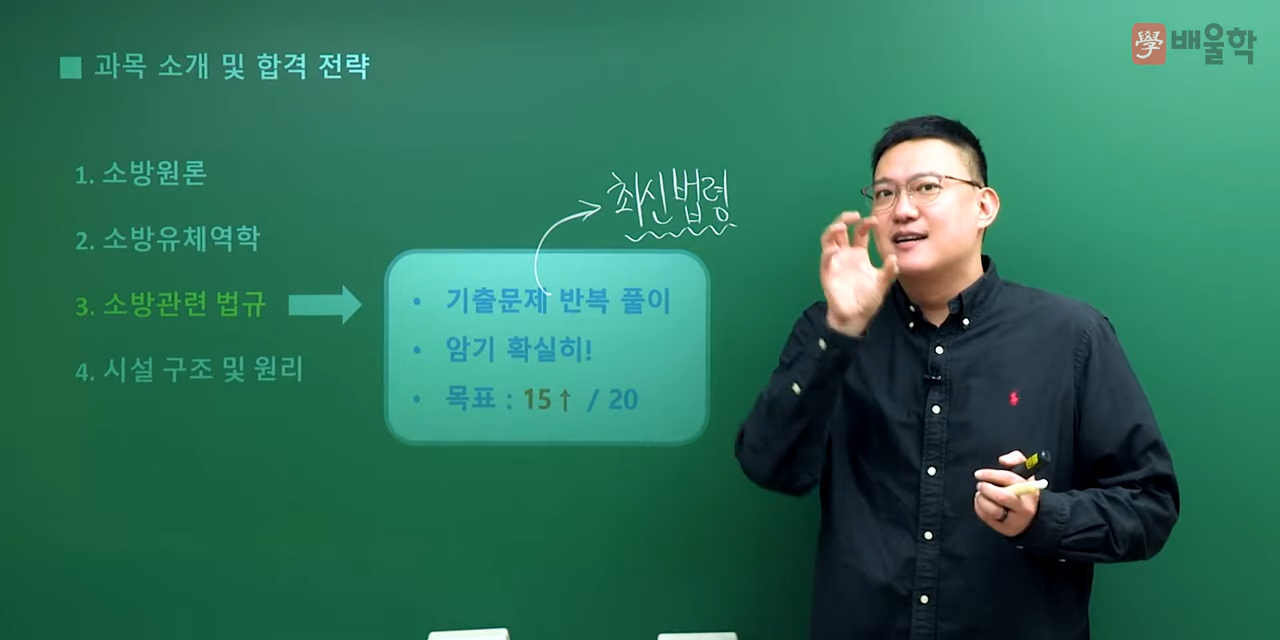 學 배울학
■ 과목 소개 및 합격 전략
1. 소방원론
2. 소방유체역학
3. 소방관련 법규
4. 시설 구조 및 원리
최신법령
• 기출문제 반복 풀이
• 암기 확실히!
• 목표 : 15↑ / 20